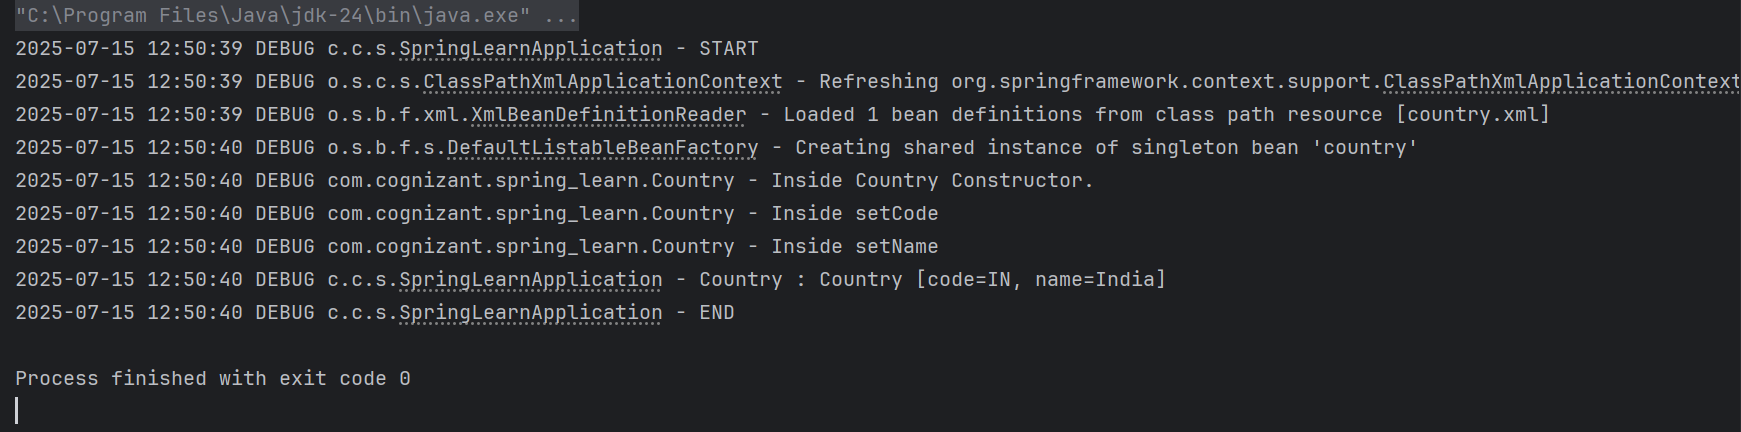 "C:\Program Files\Java\jdk-24\bin\java.exe" ...
2025-07-15 12:50:39 DEBUG c.c.s.SpringLearnApplication - START
2025-07-15 12:50:39 DEBUG o.s.c.s.ClassPathXmlApplicationContext - Refreshing org.springframework.context.support.ClassPathXmlApplicationContext
2025-07-15 12:50:39 DEBUG o.s.b.f.xml.XmlBeanDefinitionReader - Loaded 1 bean definitions from class path resource [country.xml]
2025-07-15 12:50:40 DEBUG o.s.b.f.s.DefaultListableBeanFactory - Creating shared instance of singleton bean 'country'
2025-07-15 12:50:40 DEBUG com.cognizant.spring_learn.Country - Inside Country Constructor.
2025-07-15 12:50:40 DEBUG com.cognizant.spring_learn.Country - Inside setCode
2025-07-15 12:50:40 DEBUG com.cognizant.spring_learn.Country - Inside setName
2025-07-15 12:50:40 DEBUG c.c.s.SpringLearnApplication - Country : Country [code=IN, name=India]
2025-07-15 12:50:40 DEBUG c.c.s.SpringLearnApplication - END
Process finished with exit code 0